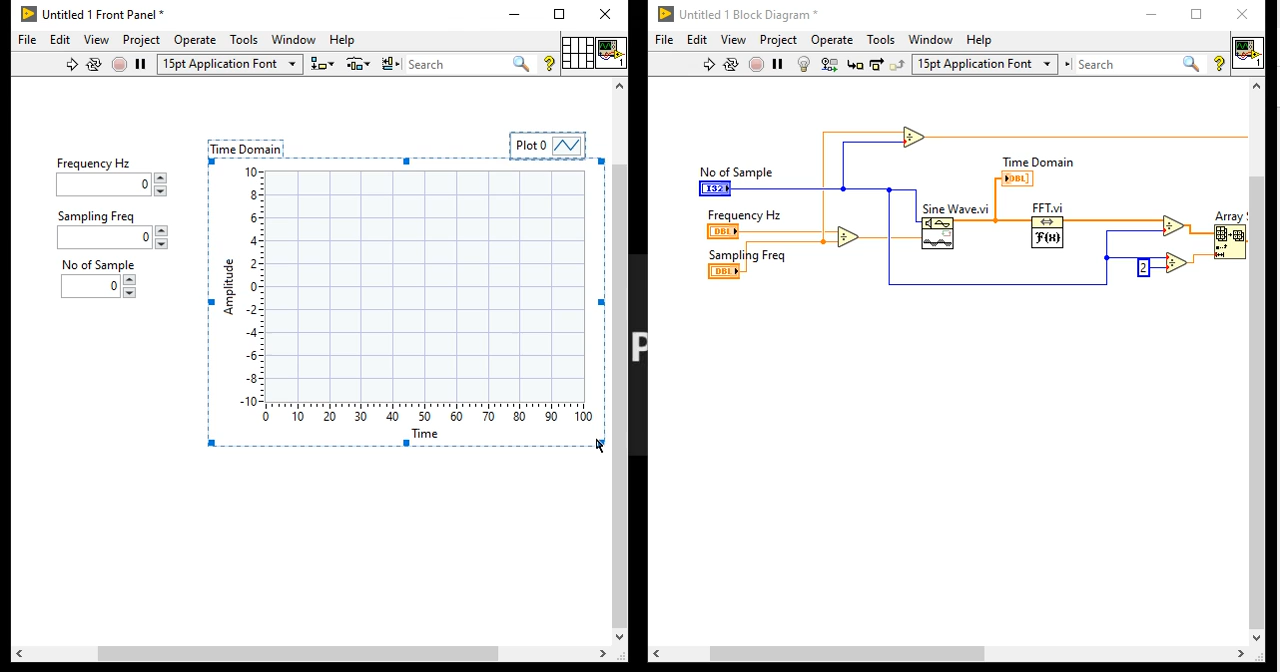 Untitled 1 Front Panel *
File Edit View Project Operate Tools Window Help
15pt Application Font
Search
?
1
Frequency Hz
0
Sampling Freq
0
No of Sample
0
Time Domain
Plot 0
10
8
6
4
2
0
-2
-4
-6
-8
-10
Amplitude
0 10 20 30 40 50 60 70 80 90 100
Time
P
Untitled 1 Block Diagram *
File Edit View Project Operate Tools Window Help
15pt Application Font
Search
?
1
No of Sample
I32
Frequency Hz
DBL
Sampling Freq
DBL
Time Domain
DBL]
Sine Wave.vi
FFT.vi
F(x)
÷
÷
÷
÷
2
Array